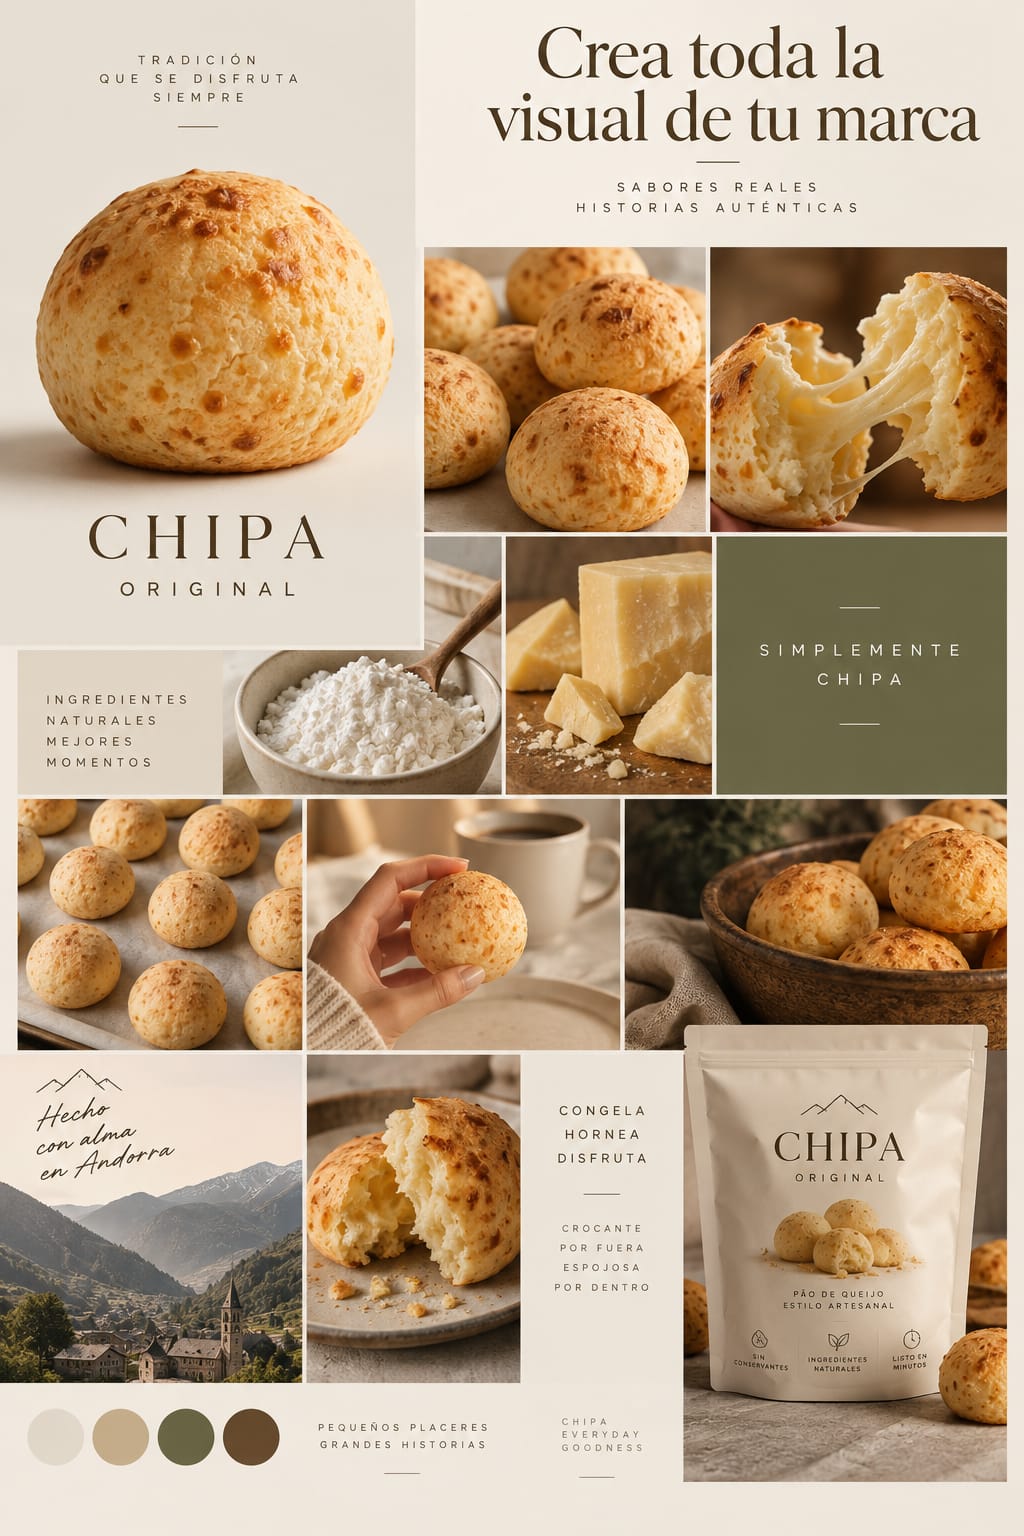 TRADICIÓN
QUE SE DISFRUTA
SIEMPRE
Crea toda la
visual de tu marca
SABORES REALES
HISTORIAS AUTÉNTICAS
CHIPA
ORIGINAL
SIMPLEMENTE
CHIPA
INGREDIENTES
NATURALES
MEJORES
MOMENTOS
Hecho
con alma
en Andorra
CONGELA
HORNEA
DISFRUTA
CROCANTE
POR FUERA
ESPOJOSA
POR DENTRO
CHIPA
ORIGINAL
PÃO DE QUEIJO
ESTILO ARTESANAL
SIN
CONSERVANTES
INGREDIENTES
NATURALES
LISTO EN
MINUTOS
PEQUEÑOS PLACERES
GRANDES HISTORIAS
CHIPA
EVERYDAY
GOODNESS